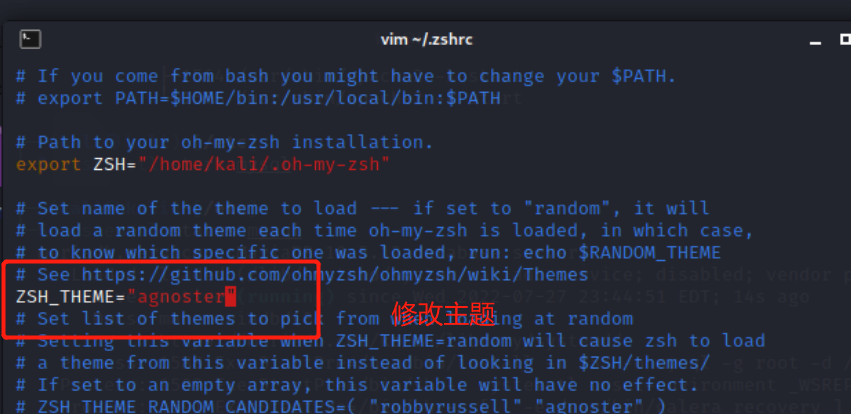 vim ~/.zshrc
# If you come from bash you might have to change your $PATH.
# export PATH=$HOME/bin:/usr/local/bin:$PATH
# Path to your oh-my-zsh installation.
export ZSH="/home/kali/.oh-my-zsh"
# Set name of the theme to load --- if set to "random", it will
# load a random theme each time oh-my-zsh is loaded, in which case,
# to know which specific one was loaded, run: echo $RANDOM_THEME
# See https://github.com/ohmyzsh/ohmyzsh/wiki/Themes
ZSH_THEME="agnoster"
修改主题
# Set list of themes to pick from when loading at random
# Setting this variable when ZSH_THEME=random will cause zsh to load
# a theme from this variable instead of looking in $ZSH/themes/
# If set to an empty array, this variable will have no effect.
# ZSH_THEME_RANDOM_CANDIDATES=( "robbyrussell" "agnoster" )